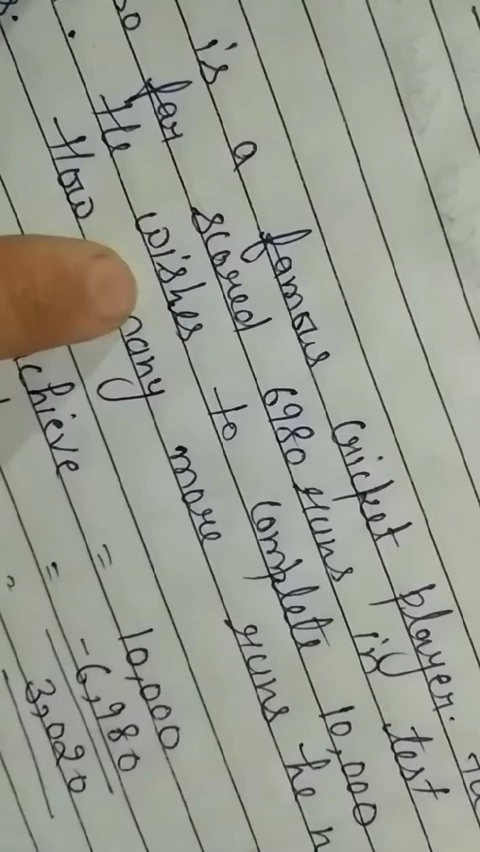 is a famous cricket player.
so far scored 6980 runs in test
. He wishes to complete 10,000
How many more runs he n
chieve = 10,000
= -6,980
3,020